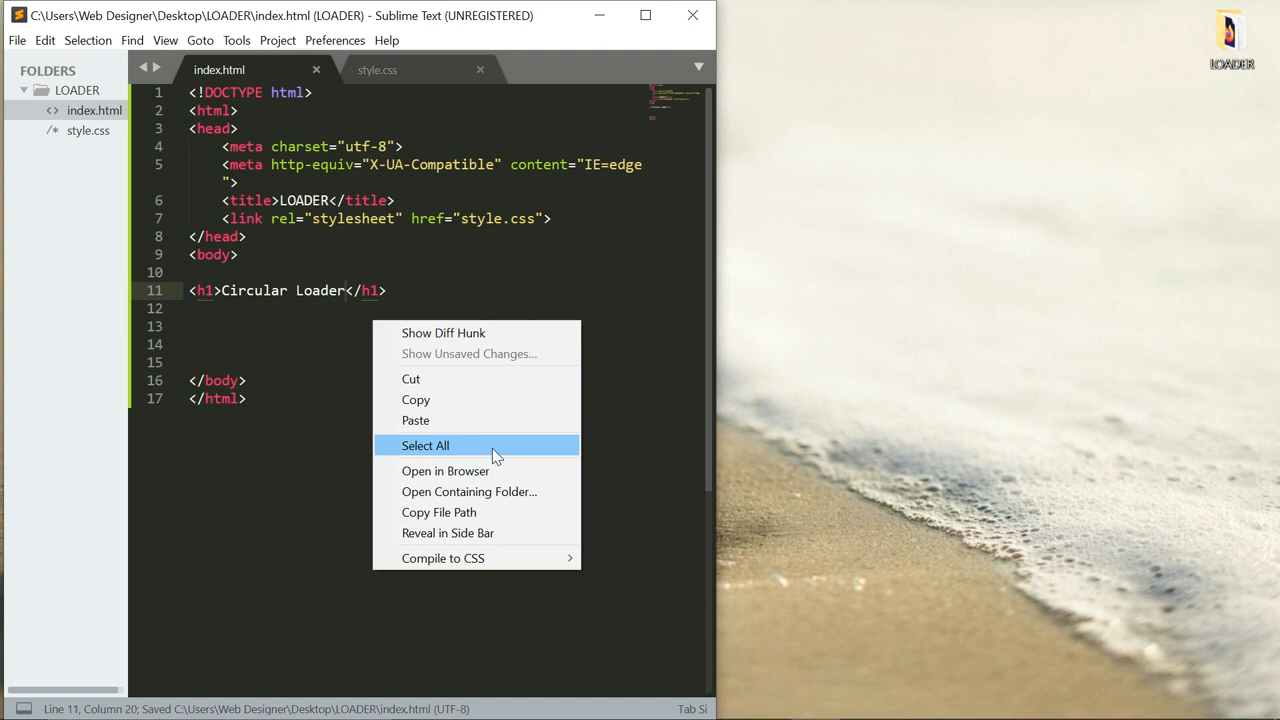 C:\Users\Web Designer\Desktop\LOADER\index.html (LOADER) - Sublime Text (UNREGISTERED)
File Edit Selection Find View Goto Tools Project Preferences Help
FOLDERS
LOADER
<> index.html
/* style.css
index.html
style.css
1 <!DOCTYPE html>
2 <html>
3 <head>
4 <meta charset="utf-8">
5 <meta http-equiv="X-UA-Compatible" content="IE=edge
">
6 <title>LOADER</title>
7 <link rel="stylesheet" href="style.css">
8 </head>
9 <body>
10
11 <h1>Circular Loader</h1>
12
13
14
15
16 </body>
17 </html>
Show Diff Hunk
Show Unsaved Changes...
Cut
Copy
Paste
Select All
Open in Browser
Open Containing Folder...
Copy File Path
Reveal in Side Bar
Compile to CSS
Line 11, Column 20; Saved C:\Users\Web Designer\Desktop\LOADER\index.html (UTF-8)
Tab Si
LOADER